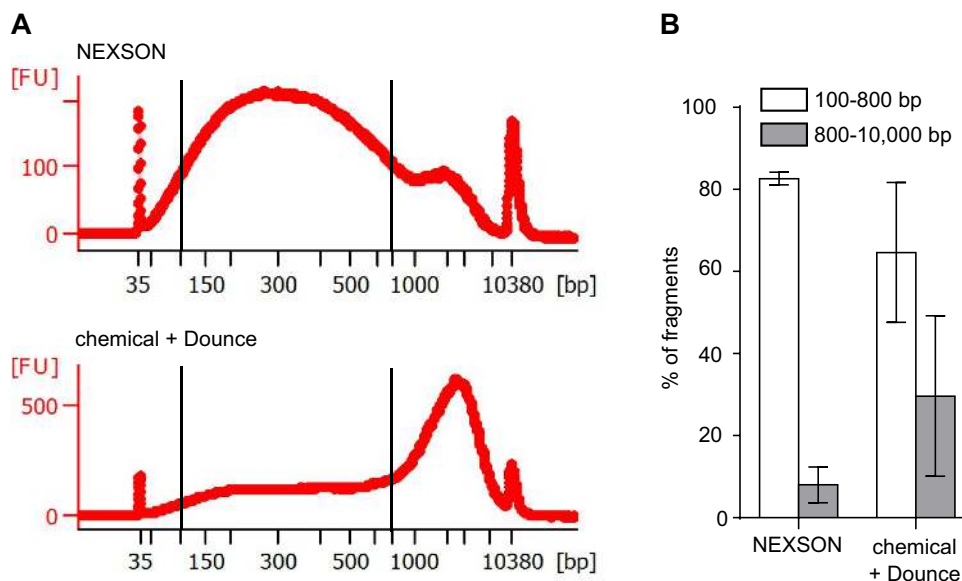 A
NEXSON
[FU]
100
0
35 150 300 500 1000 10380 [bp]
chemical + Dounce
[FU]
500
0
35 150 300 500 1000 10380 [bp]
B
100-800 bp
800-10,000 bp
% of fragments
100
80
60
40
20
0
NEXSON
chemical
+ Dounce